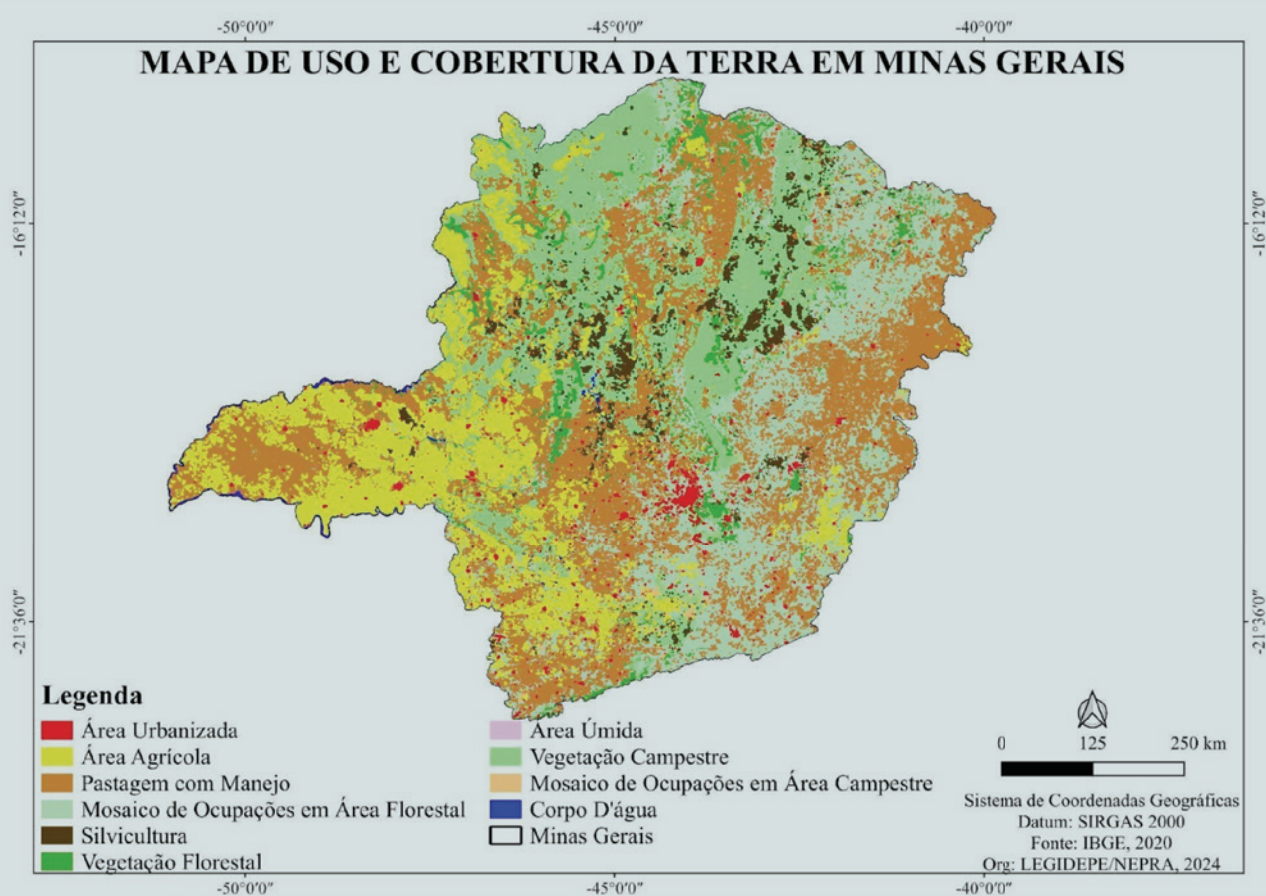 -50°0'0" -45°0'0" -40°0'0"
MAPA DE USO E COBERTURA DA TERRA EM MINAS GERAIS
-16°12'0" -16°12'0"
-21°36'0" -21°36'0"
Legenda
Área Urbanizada
Área Agrícola
Pastagem com Manejo
Mosaico de Ocupações em Área Florestal
Silvicultura
Vegetação Florestal
Área Úmida
Vegetação Campestre
Mosaico de Ocupações em Área Campestre
Corpo D'água
Minas Gerais
0 125 250 km
Sistema de Coordenadas Geográficas
Datum: SIRGAS 2000
Fonte: IBGE, 2020
Org: LEGIDEPE/NEPRA, 2024
-50°0'0" -45°0'0" -40°0'0"